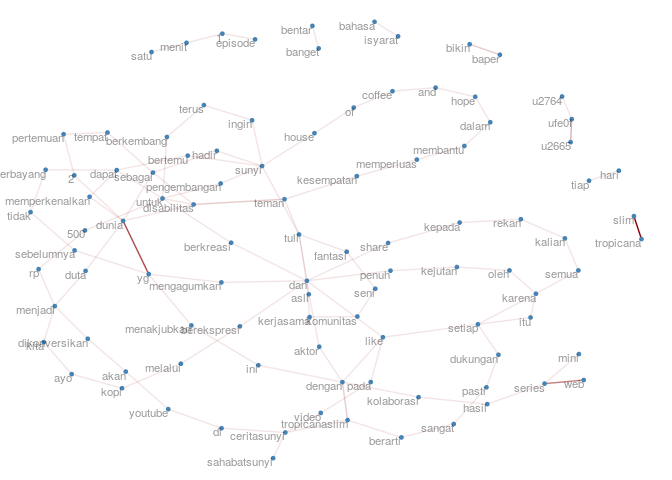 bentar
bahasa
1
episode
isyarat
menit
satu
banget
bikin
baper
coffee
and
hope
u2764
terus
of
ingin
dalam
ufe0f
pertemuan
tempat
berkembang
house
u2665
membantu
bertemu
hadir
memperluas
sunyi
erbayang
dapat
sebagai
hari
2
kesempatan
tiap
pengembangan
memperkenalkan
untuk
teman
disabilitas
tidak
slim
dunia
rekan
kepada
500
tuli
kalian
tropicana
berkreasi
share
sebelumnya
fantasi
rp
duta
yg
penuh
kejutan
oleh
semua
mengagumkan
dan
seni
asli
karena
menjadi
kerjasama
komunitas
itu
menakjubkan
berekspresi
setiap
like
dikonversikan
kita
aktor
mini
dukungan
ayo
akan
melalui
ini
kopi
dengan
pada
pasti
series
web
kolaborasi
hasil
youtube
video
tropicanaslim
sangat
di
ceritasunyi
berarti
sahabatsunyi